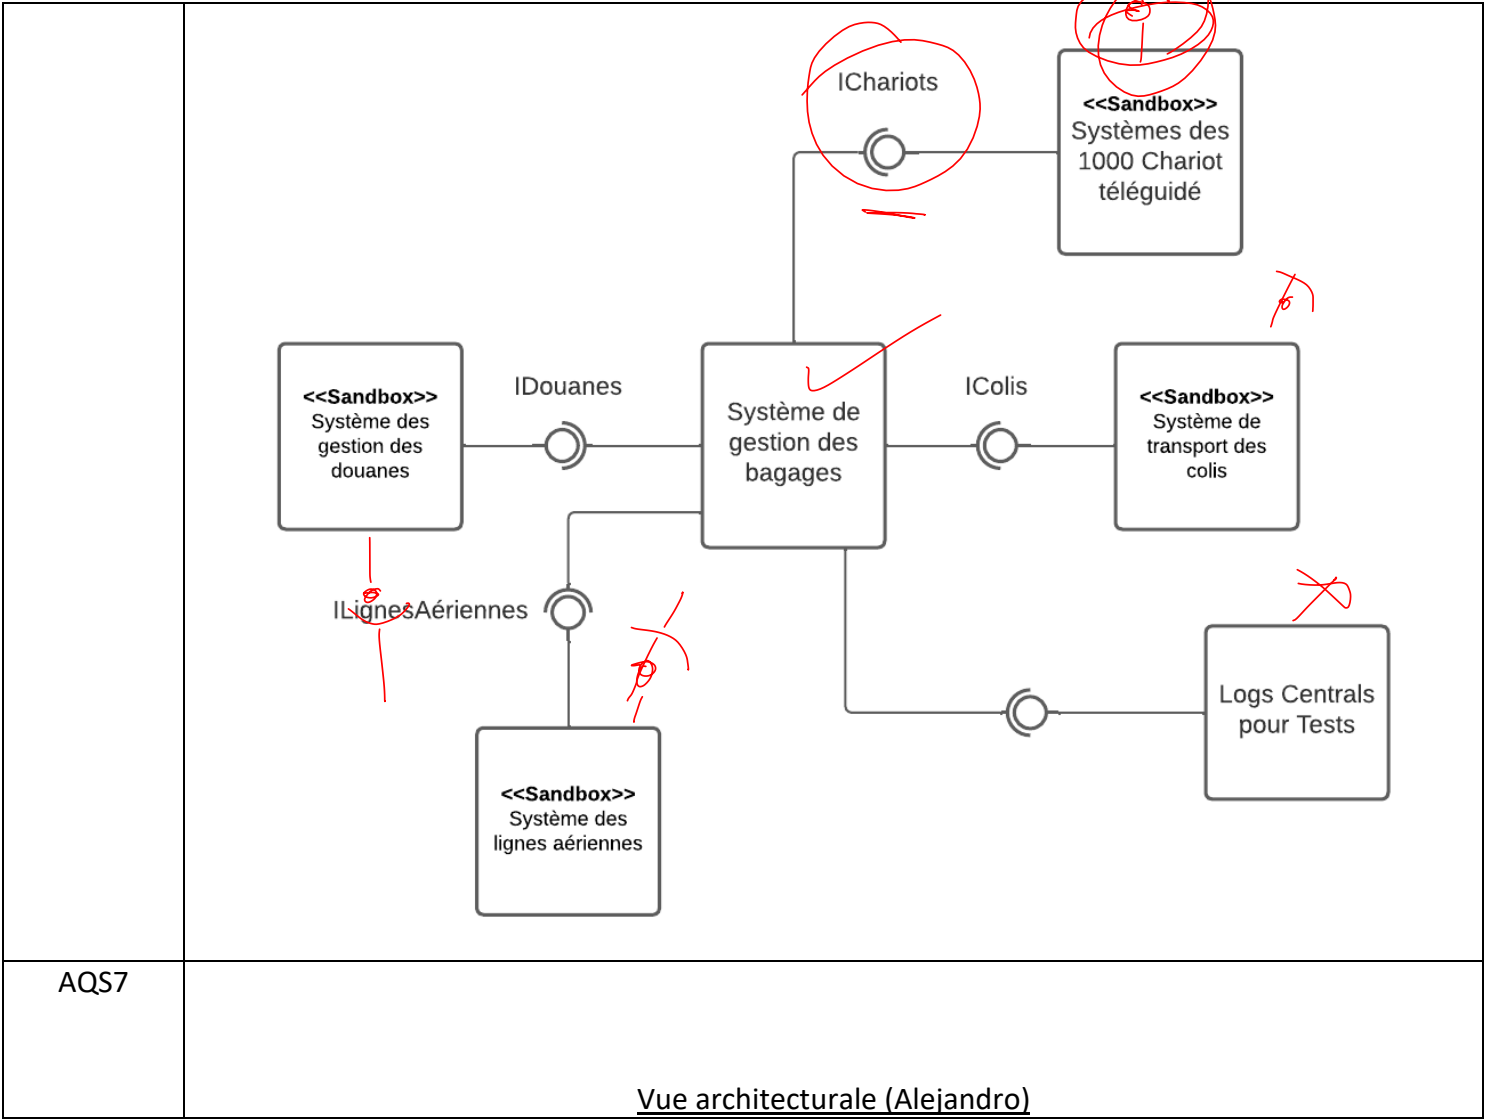 IChariots
<<Sandbox>>
Systèmes des
1000 Chariot
téléguidé
<<Sandbox>>
Système des
gestion des
douanes
IDouanes
Système de
gestion des
bagages
IColis
<<Sandbox>>
Système de
transport des
colis
ILignesAériennes
Logs Centrals
pour Tests
<<Sandbox>>
Système des
lignes aériennes
AQS7
Vue architecturale (Alejandro)